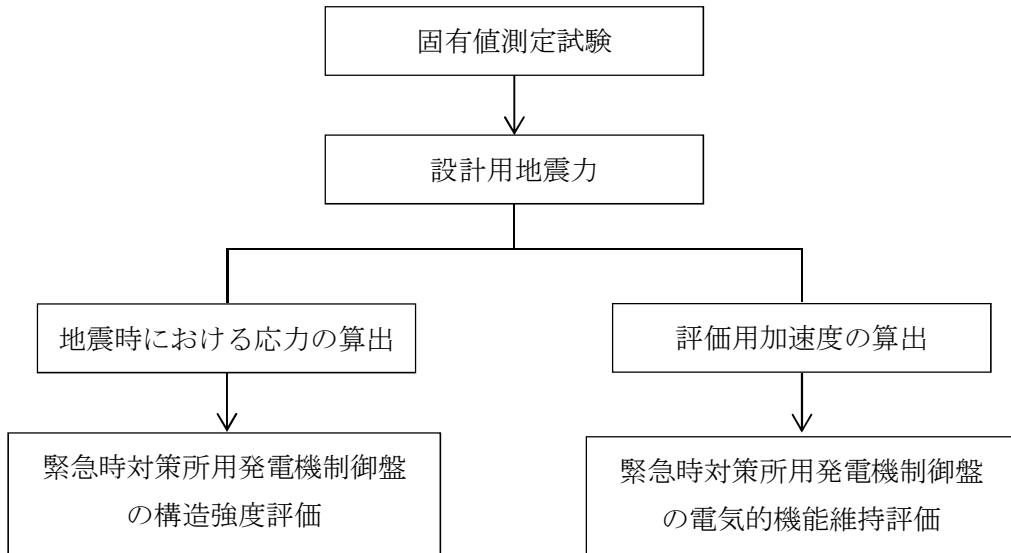 固有値測定試験
設計用地震力
地震時における応力の算出
評価用加速度の算出
緊急時対策所用発電機制御盤
の構造強度評価
緊急時対策所用発電機制御盤
の電気的機能維持評価